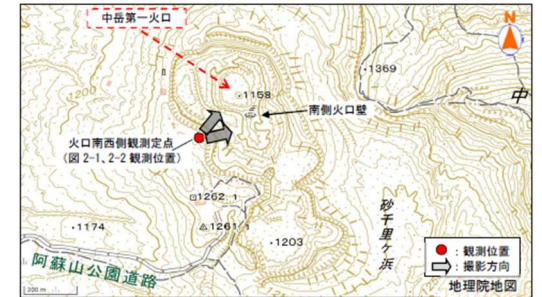 中岳第一火口
N
1369
1158
中
南側火口壁
1200
火口南西側観測定点
(図 2-1、2-2 観測位置)
1262
1261
1174
1203
砂千里ヶ浜
阿蘇山公園道路
：観測位置
：撮影方向
地理院地図
200 m